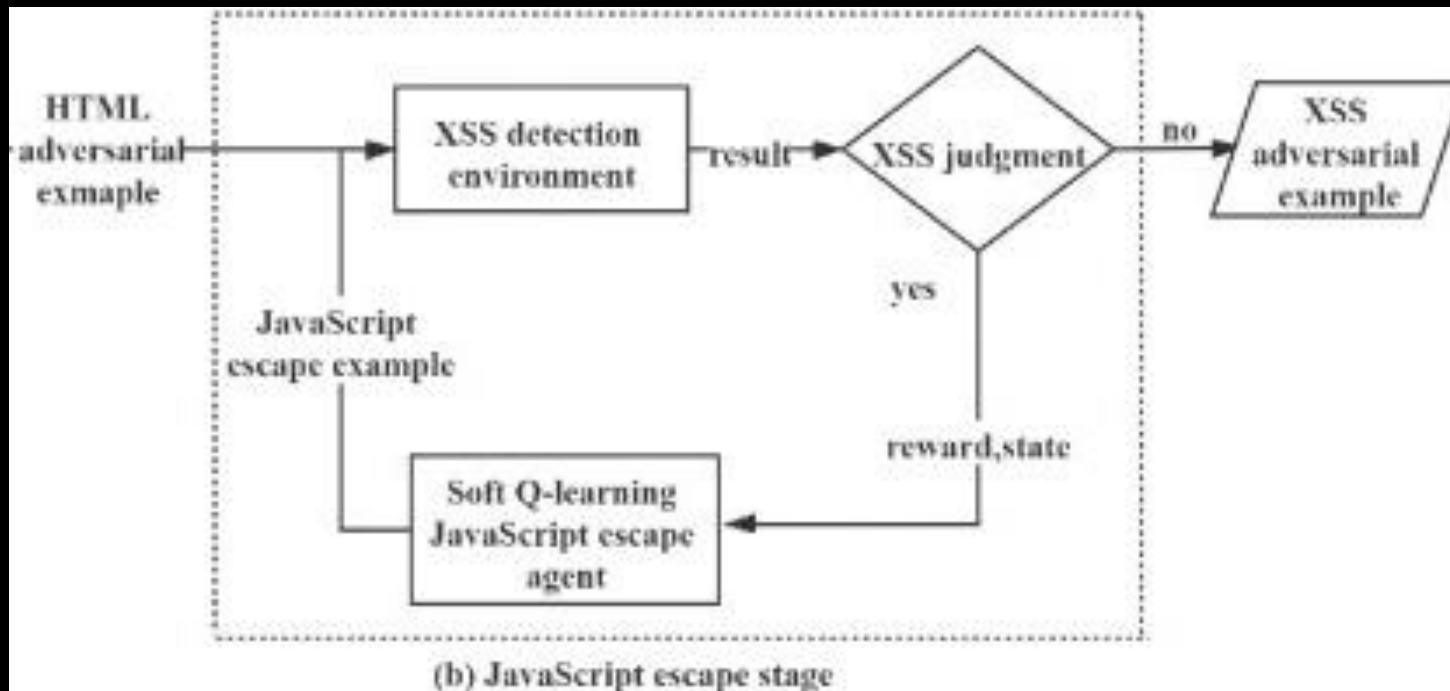 HTML
adversarial
exmaple
XSS detection
environment
result
XSS judgment
no
XSS
adversarial
example
yes
JavaScript
escape example
reward,state
Soft Q-learning
JavaScript escape
agent
(b) JavaScript escape stage